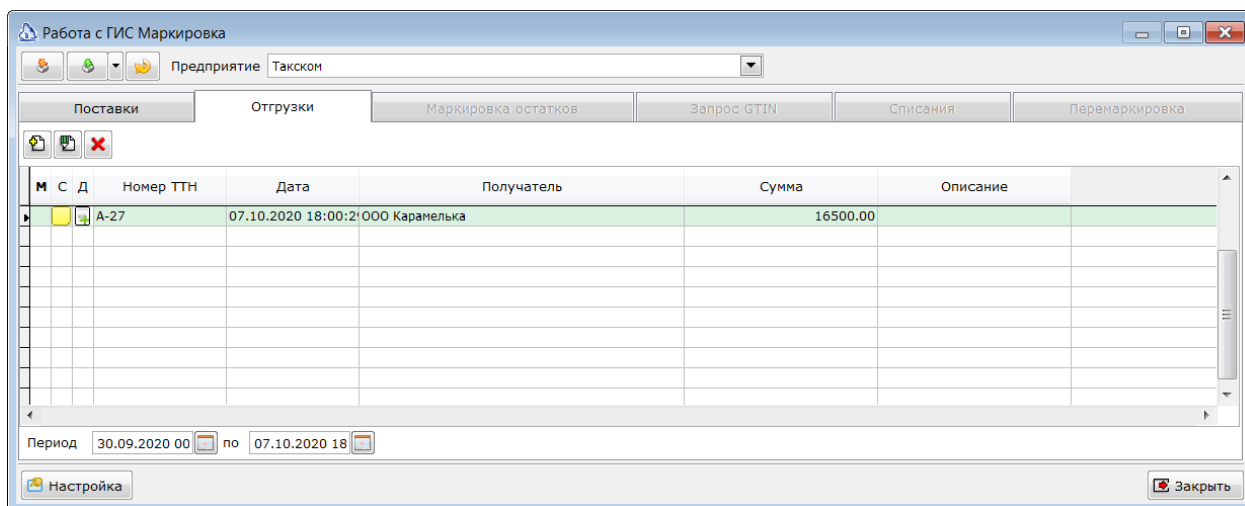 Работа с ГИС Маркировка
Предприятие Такском
Поставки Отгрузки Маркировка остатков Запрос GTIN Списания Перемаркировка
М С Д Номер ТТН Дата Получатель Сумма Описание
А-27 07.10.2020 18:00:2 ООО Карамелька 16500.00
Период 30.09.2020 00 по 07.10.2020 18
Настройка Закрыть